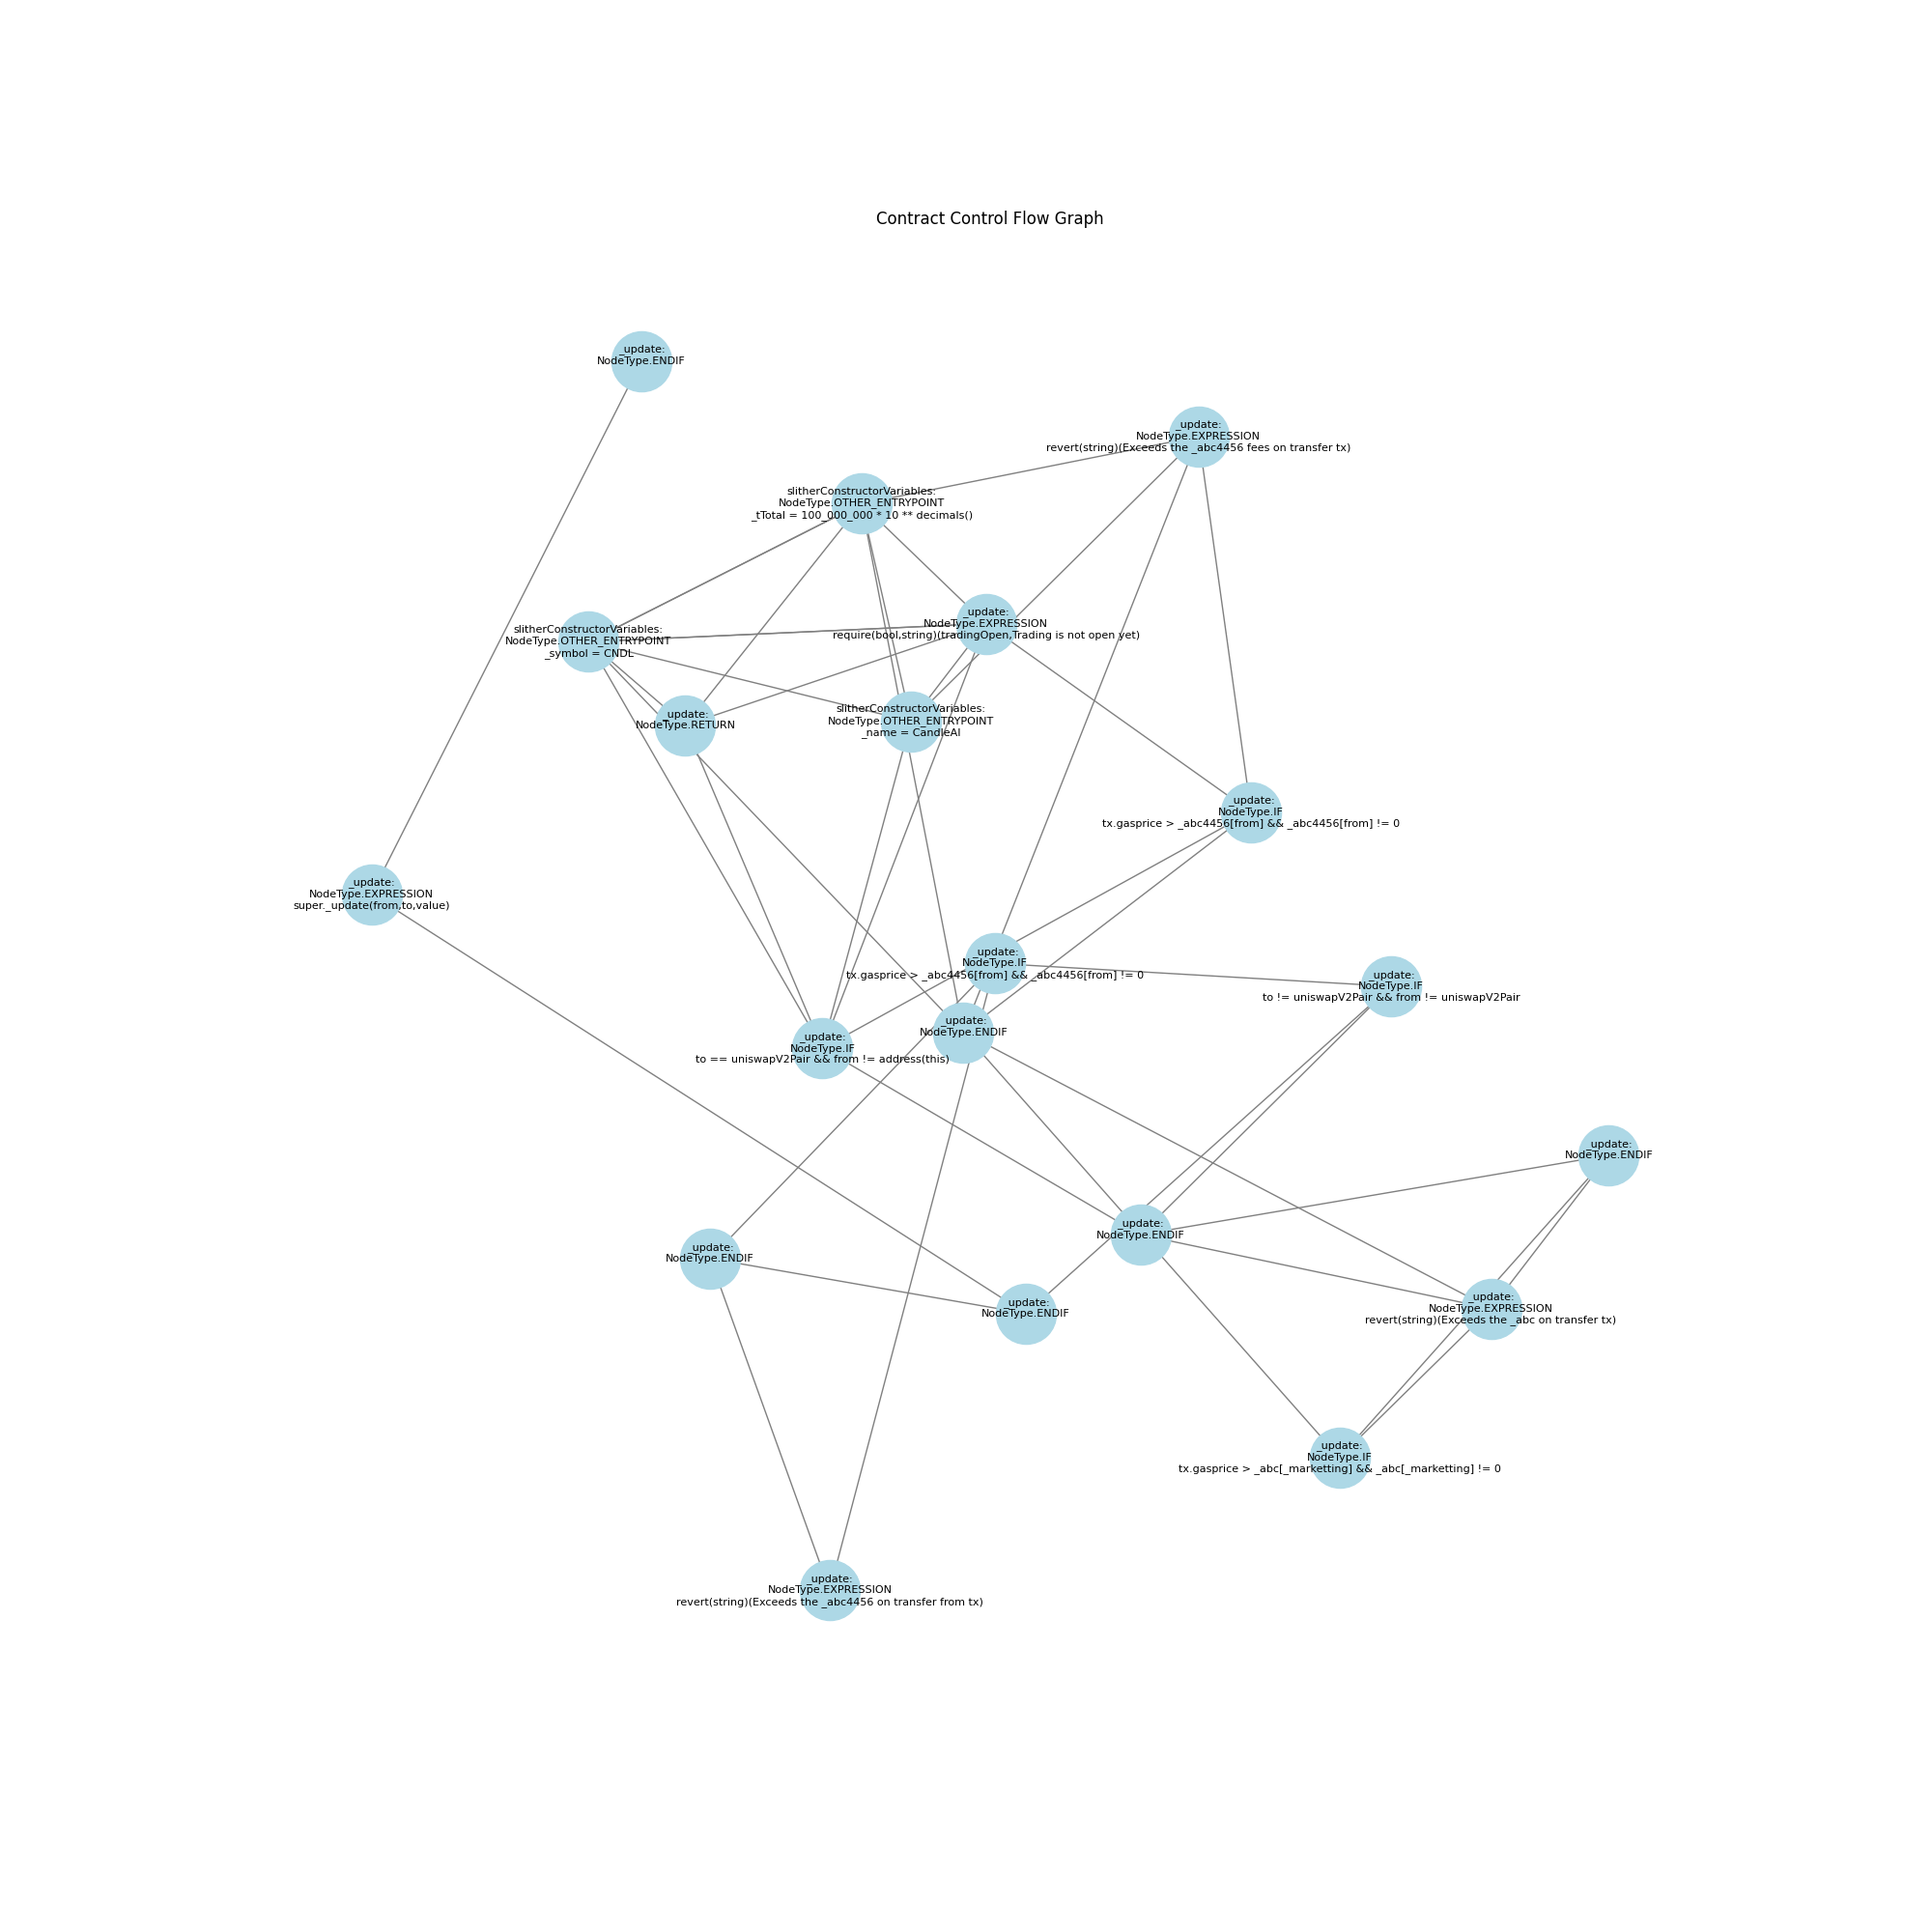 Contract Control Flow Graph
_update:
NodeType.ENDIF
_update:
NodeType.EXPRESSION
revert(string)(Exceeds the _abc4456 fees on transfer tx)
slitherConstructorVariables:
NodeType.OTHER_ENTRYPOINT
_tTotal = 100_000_000 * 10 ** decimals()
_update:
NodeType.EXPRESSION
require(bool,string)(tradingOpen,Trading is not open yet)
slitherConstructorVariables:
NodeType.OTHER_ENTRYPOINT
_symbol = CNDL
_update:
NodeType.RETURN
slitherConstructorVariables:
NodeType.OTHER_ENTRYPOINT
_name = CandleAI
_update:
NodeType.IF
tx.gasprice > _abc4456[from] && _abc4456[from] != 0
_update:
NodeType.EXPRESSION
super._update(from,to,value)
_update:
NodeType.IF
tx.gasprice > _abc4456[from] && _abc4456[from] != 0
_update:
NodeType.IF
to != uniswapV2Pair && from != uniswapV2Pair
_update:
NodeType.ENDIF
_update:
NodeType.IF
to == uniswapV2Pair && from != address(this)
_update:
NodeType.ENDIF
_update:
NodeType.ENDIF
_update:
NodeType.ENDIF
_update:
NodeType.ENDIF
_update:
NodeType.EXPRESSION
revert(string)(Exceeds the _abc on transfer tx)
_update:
NodeType.IF
tx.gasprice > _abc[_marketting] && _abc[_marketting] != 0
_update:
NodeType.EXPRESSION
revert(string)(Exceeds the _abc4456 on transfer from tx)